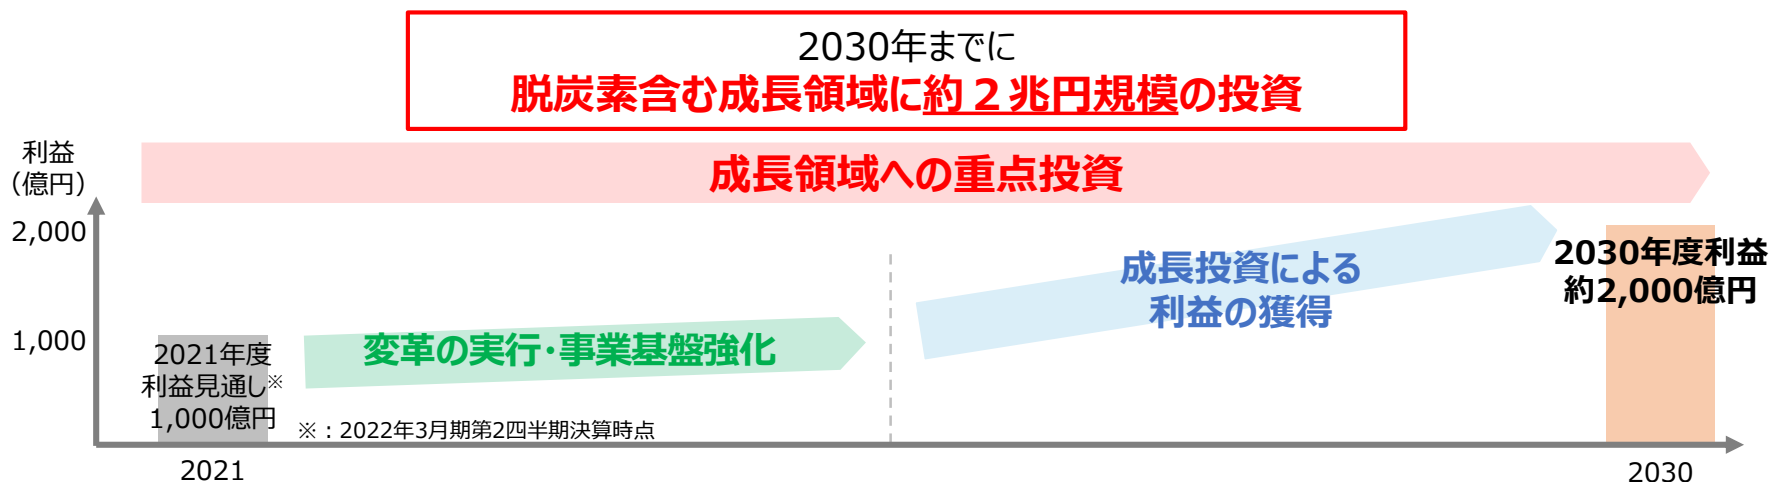 2030年までに
脱炭素含む成長領域に約２兆円規模の投資
利益
（億円）
成長領域への重点投資
2,000
1,000
2021年度
利益見通し※
1,000億円
変革の実行・事業基盤強化
※：2022年3月期第2四半期決算時点
成長投資による
利益の獲得
2030年度利益
約2,000億円
2021
2030